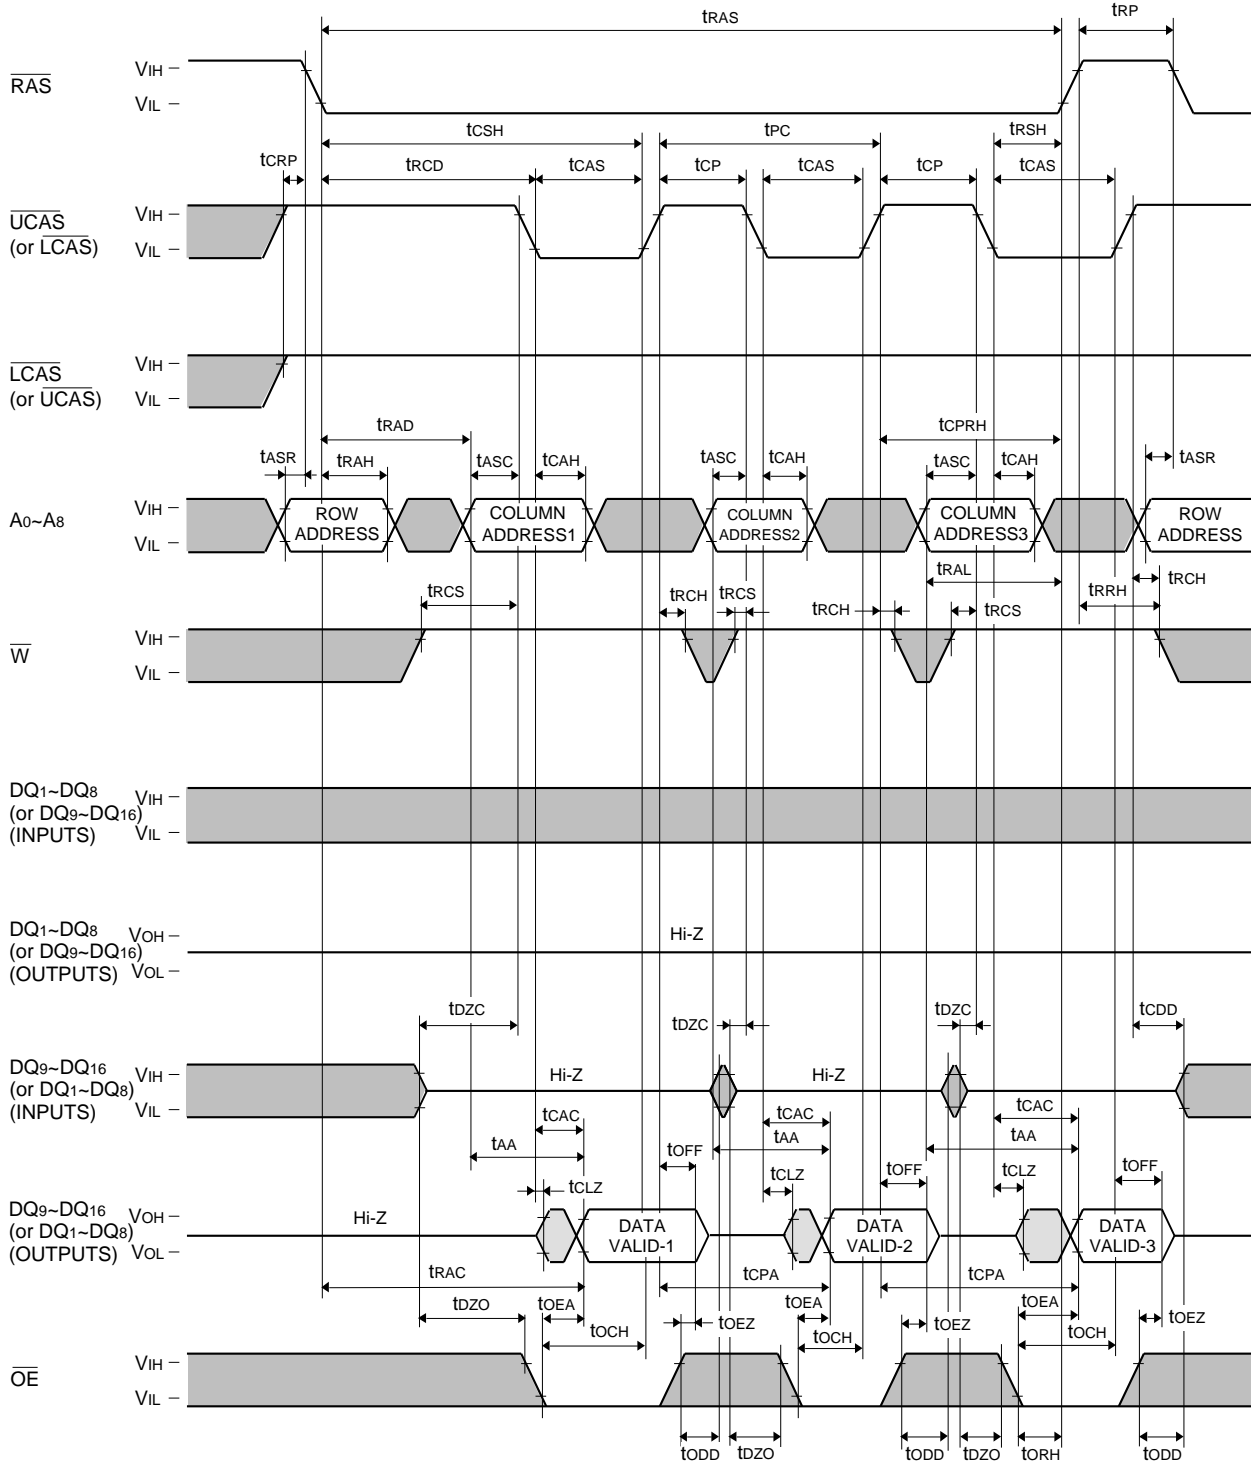 tRAS
tRP
RAS
VIH
VIL
tCSH
tPC
tRSH
tCRP
tRCD
tCAS
tCP
tCAS
tCP
tCAS
UCAS
(or LCAS)
VIH
VIL
LCAS
(or UCAS)
VIH
VIL
tRAD
tCPRH
tASR
tRAH
tASC
tCAH
tASC
tCAH
tASC
tCAH
tASR
A0~A8
VIH
VIL
ROW
ADDRESS
COLUMN
ADDRESS1
COLUMN
ADDRESS2
COLUMN
ADDRESS3
ROW
ADDRESS
tRAL
tRCS
tRCH
tRCS
tRCH
tRCS
tRRH
tRCH
W
VIH
VIL
DQ1~DQ8
(or DQ9~DQ16)
(INPUTS)
VIH
VIL
DQ1~DQ8
(or DQ9~DQ16)
(OUTPUTS)
VOH
VOL
Hi-Z
tDZC
tDZC
tDZC
tCDD
DQ9~DQ16
(or DQ1~DQ8)
(INPUTS)
VIH
VIL
Hi-Z
Hi-Z
tCAC
tCAC
tCAC
tAA
tAA
tAA
tOFF
tOFF
tOFF
tCLZ
tCLZ
tCLZ
DQ9~DQ16
(or DQ1~DQ8)
(OUTPUTS)
VOH
VOL
Hi-Z
DATA
VALID-1
DATA
VALID-2
DATA
VALID-3
tRAC
tCPA
tCPA
tDZO
tOEA
tOEZ
tOEA
tOEZ
tOEA
tOEZ
tOCH
tOCH
tOCH
OE
VIH
VIL
tODD
tDZO
tODD
tDZO
tORH
tODD